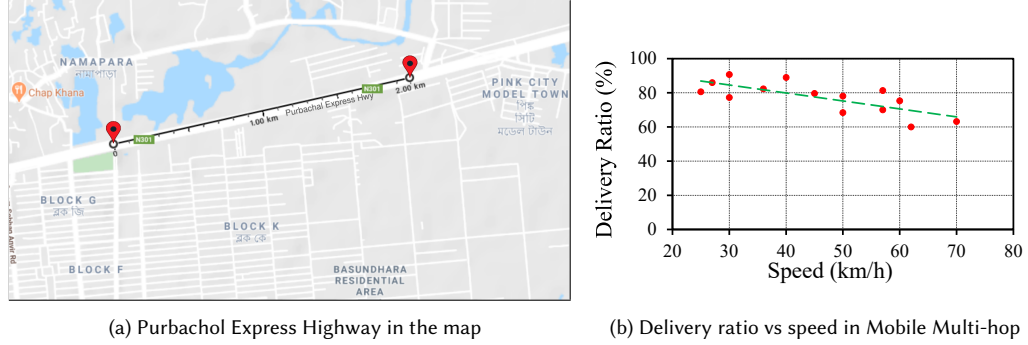 NAMAPARA
নামাপাড়া
Chap Khana
N301
2.00 km
Purbachal Express Hwy
1.00 km
N301
0
PINK CITY
MODEL TOWN
পিঙ্ক
সিটি
মডেল টাউন
BLOCK G
ব্লক জি
BLOCK K
ব্লক কে
BLOCK F
BASUNDHARA
RESIDENTIAL
AREA
(a) Purbachol Express Highway in the map
Delivery Ratio (%)
100
80
60
40
20
0
20 30 40 50 60 70 80
Speed (km/h)
(b) Delivery ratio vs speed in Mobile Multi-hop